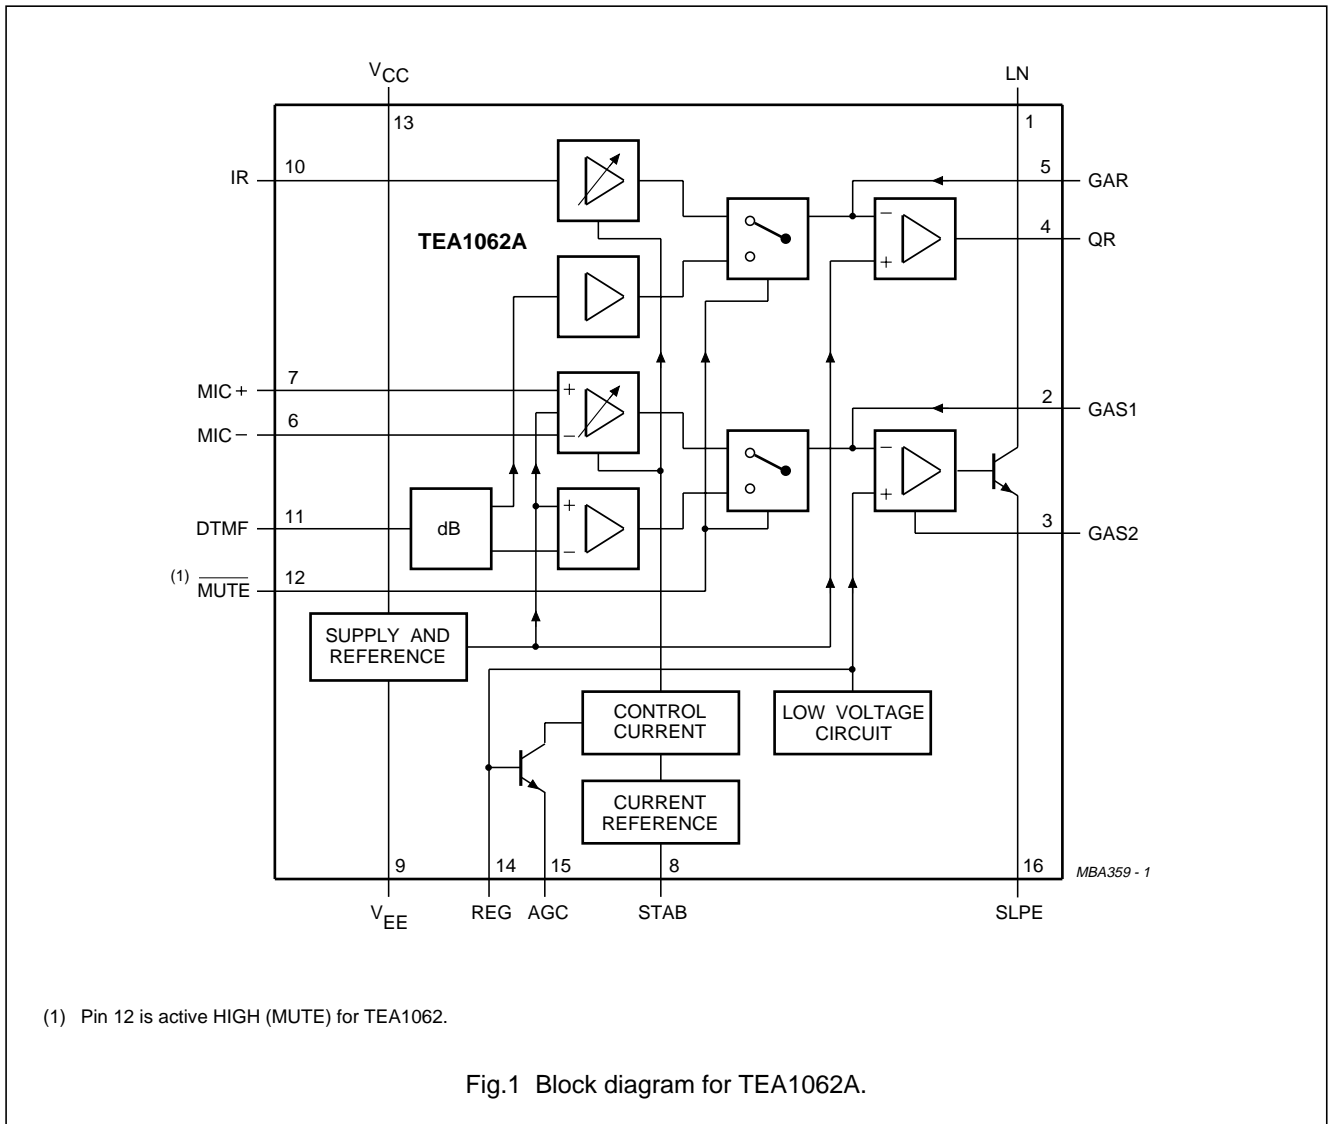 VCC
LN
13
1
IR
10
5
GAR
TEA1062A
−
4
QR
+
MIC+
7
+
2
GAS1
MIC−
6
−
−
+
DTMF
11
dB
+
−
3
GAS2
(1) MUTE
12
SUPPLY AND
REFERENCE
CONTROL
CURRENT
LOW VOLTAGE
CIRCUIT
CURRENT
REFERENCE
9
14
15
8
16
MBA359 - 1
VEE
REG
AGC
STAB
SLPE
(1) Pin 12 is active HIGH (MUTE) for TEA1062.
Fig.1 Block diagram for TEA1062A.